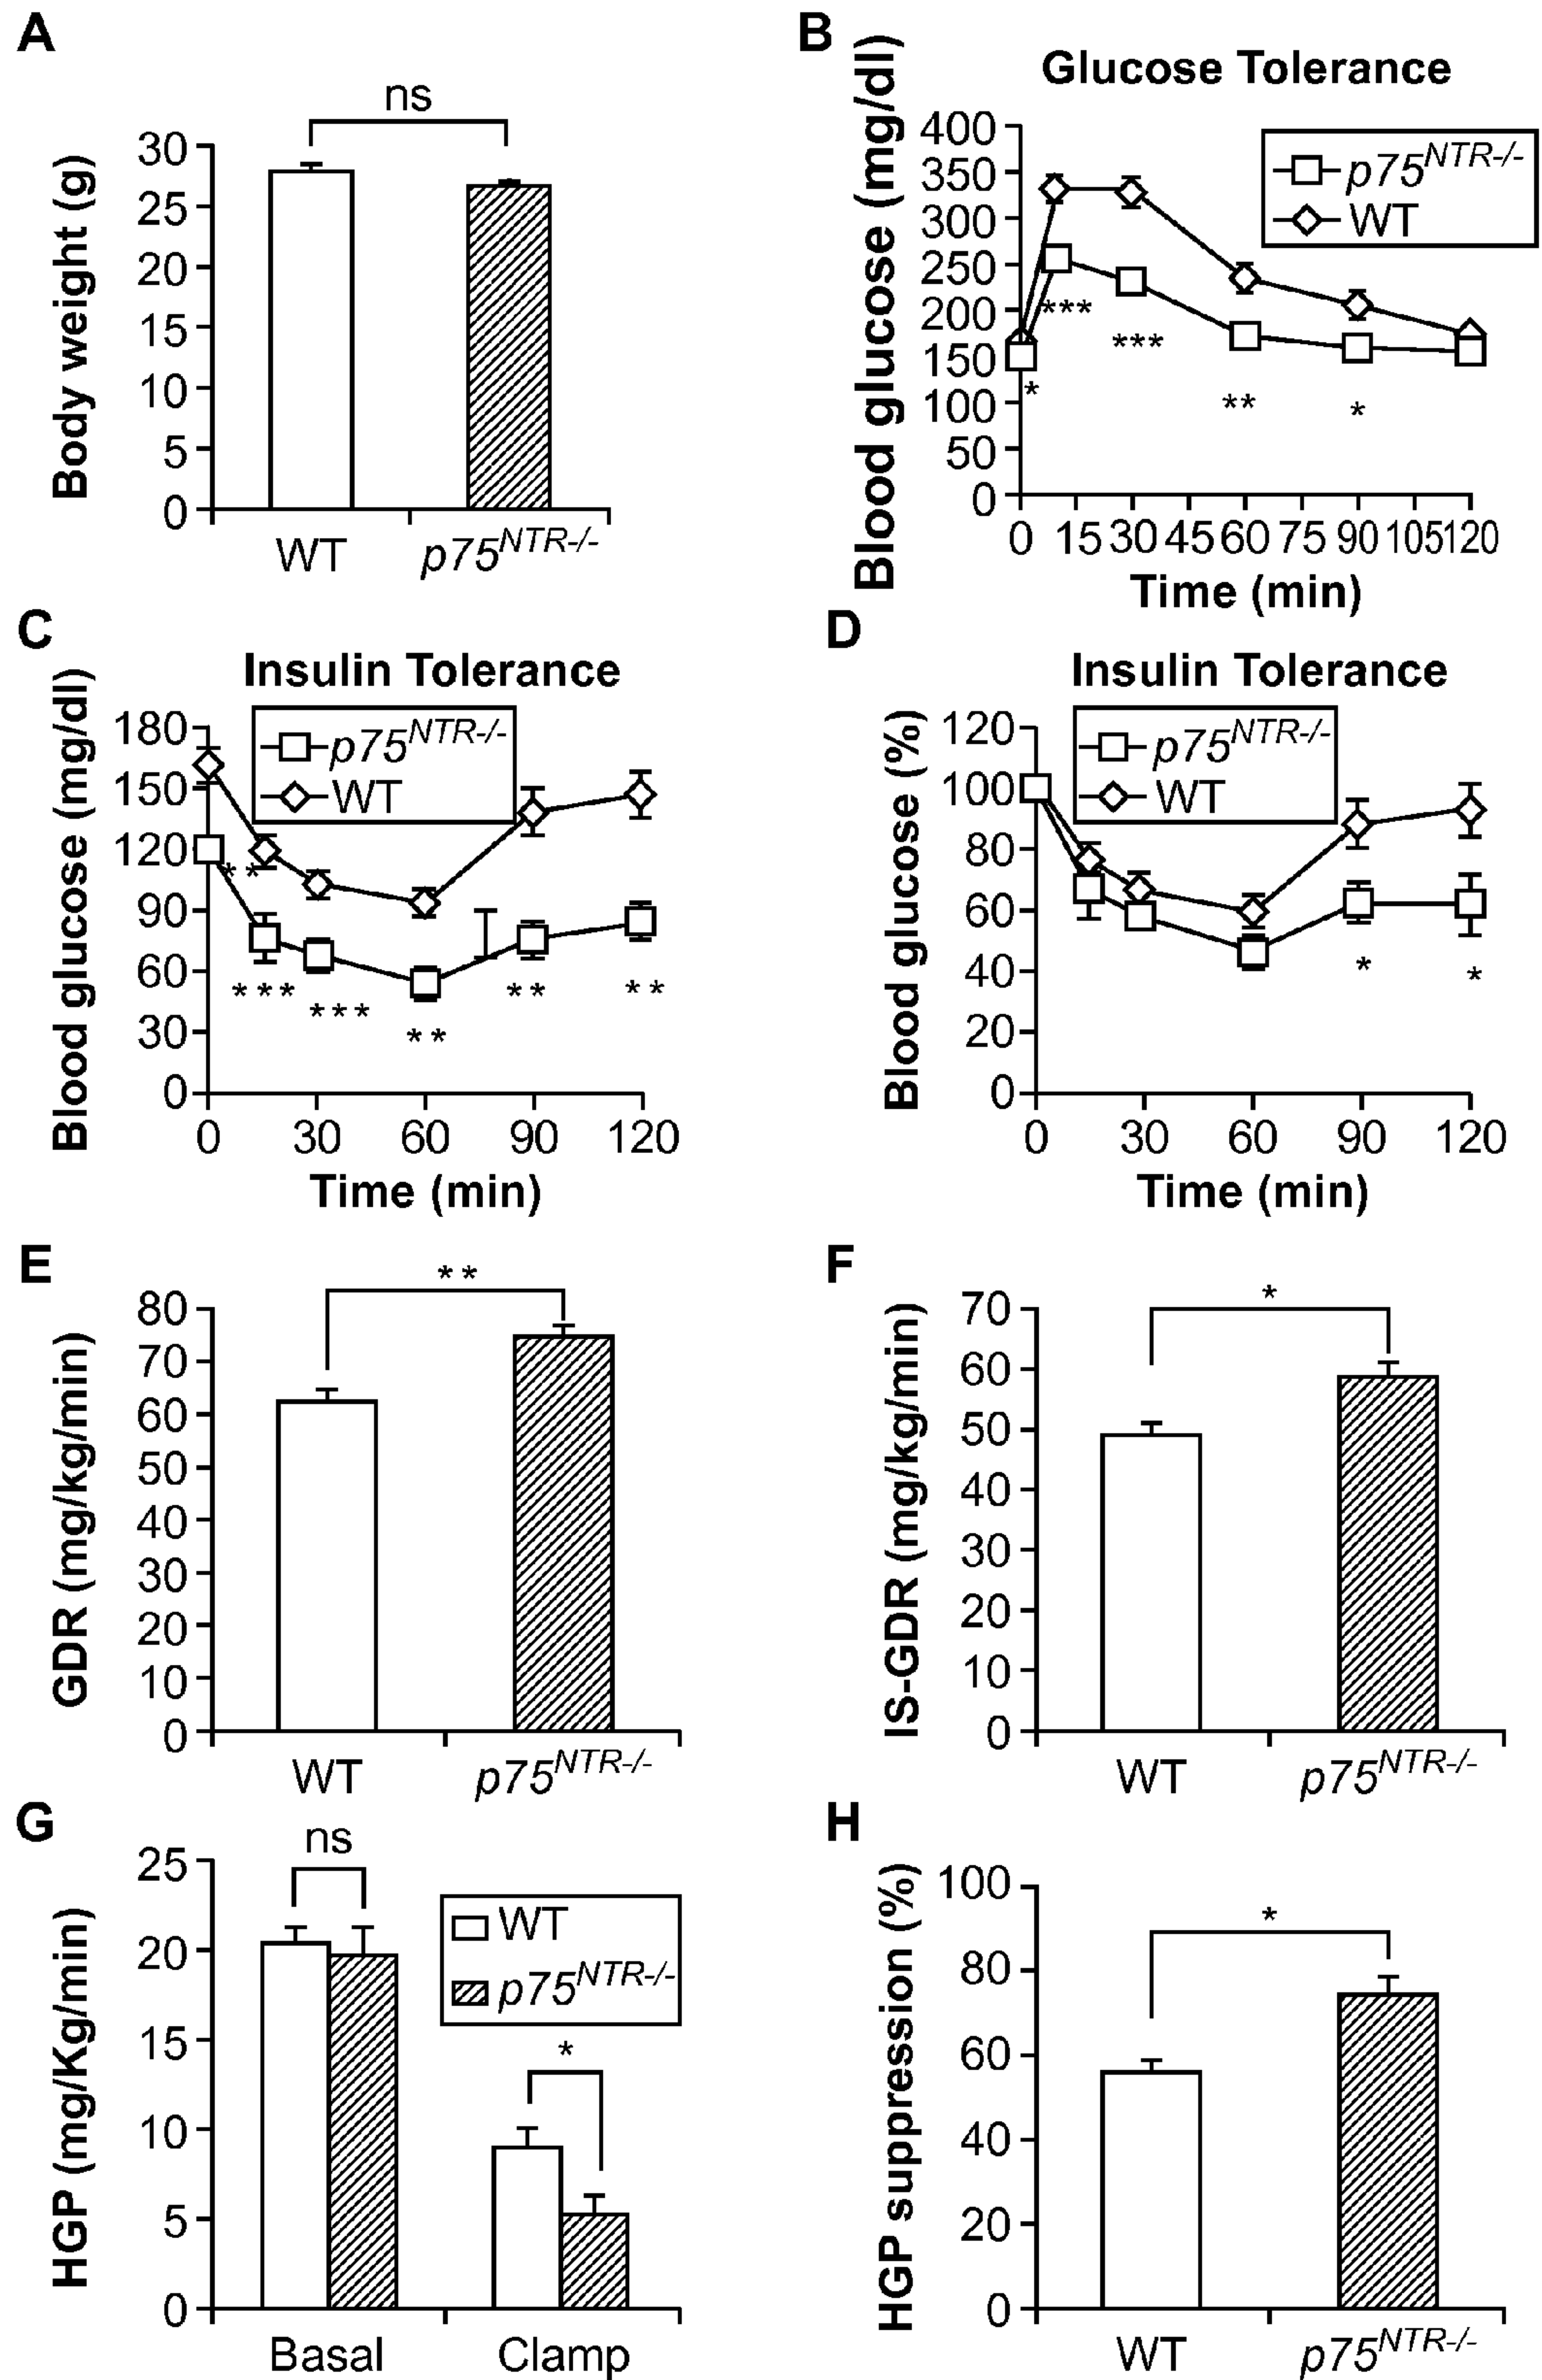 A
ns
Body weight (g)
30
25
20
15
10
5
0
WT
p75NTR-/-
B
Glucose Tolerance
Blood glucose (mg/dl)
400
350
300
250
200
150
100
50
0
p75NTR-/-
WT
***
***
*
**
*
0 15 30 45 60 75 90 105 120
Time (min)
C
Insulin Tolerance
Blood glucose (mg/dl)
180
150
120
90
60
30
0
p75NTR-/-
WT
**
***
***
**
**
**
0 30 60 90 120
Time (min)
D
Insulin Tolerance
Blood glucose (%)
120
100
80
60
40
20
0
p75NTR-/-
WT
*
*
0 30 60 90 120
Time (min)
E
**
GDR (mg/kg/min)
80
70
60
50
40
30
20
10
0
WT
p75NTR-/-
F
*
IS-GDR (mg/kg/min)
70
60
50
40
30
20
10
0
WT
p75NTR-/-
G
ns
HGP (mg/Kg/min)
25
20
15
10
5
0
WT
p75NTR-/-
*
Basal
Clamp
H
*
HGP suppression (%)
100
80
60
40
20
0
WT
p75NTR-/-